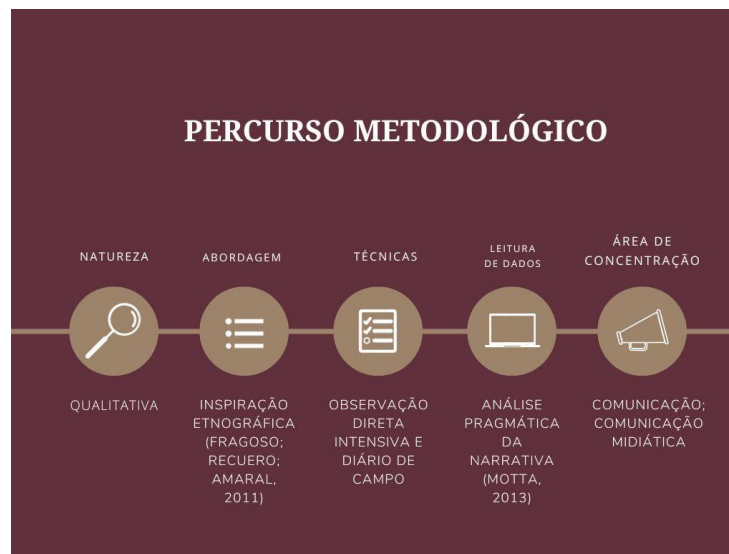 PERCURSO METODOLÓGICO
NATUREZA
QUALITATIVA
ABORDAGEM
INSPIRAÇÃO
ETNOGRÁFICA
(FRAGOSO;
RECUERO;
AMARAL,
2011)
TÉCNICAS
OBSERVAÇÃO
DIRETA
INTENSIVA E
DIÁRIO DE
CAMPO
LEITURA
DE DADOS
ANÁLISE
PRAGMÁTICA
DA
NARRATIVA
(MOTTA,
2013)
ÁREA DE
CONCENTRAÇÃO
COMUNICAÇÃO;
COMUNICAÇÃO
MIDIÁTICA